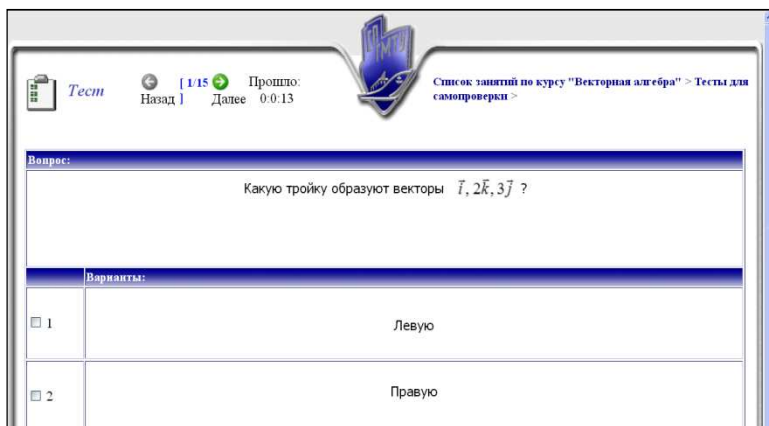 СПбГМТУ
Тест
[ 1/15 ]
Назад
Далее
Прошло:
0:0:13
Список занятий по курсу "Векторная алгебра" > Тесты для
самопроверки >
Вопрос:
Какую тройку образуют векторы i⃗, 2k⃗, 3j⃗ ?
Варианты:
1
Левую
2
Правую